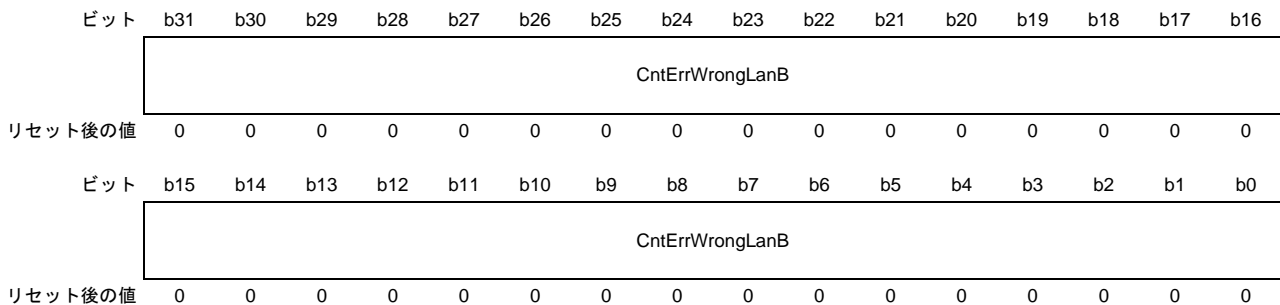 ビット b31 b30 b29 b28 b27 b26 b25 b24 b23 b22 b21 b20 b19 b18 b17 b16
CntErrWrongLanB
リセット後の値 0 0 0 0 0 0 0 0 0 0 0 0 0 0 0 0
ビット b15 b14 b13 b12 b11 b10 b9 b8 b7 b6 b5 b4 b3 b2 b1 b0
CntErrWrongLanB
リセット後の値 0 0 0 0 0 0 0 0 0 0 0 0 0 0 0 0